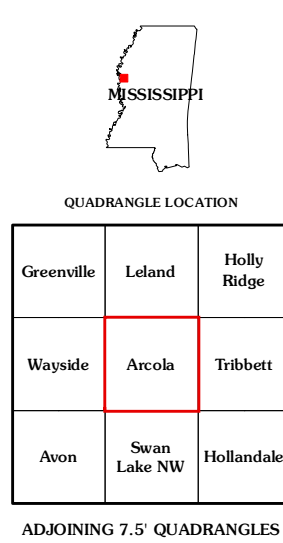 MISSISSIPPI
QUADRANGLE LOCATION
Greenville
Leland
Holly
Ridge
Wayside
Arcola
Tribbett
Avon
Swan
Lake NW
Hollandale
ADJOINING 7.5' QUADRANGLES